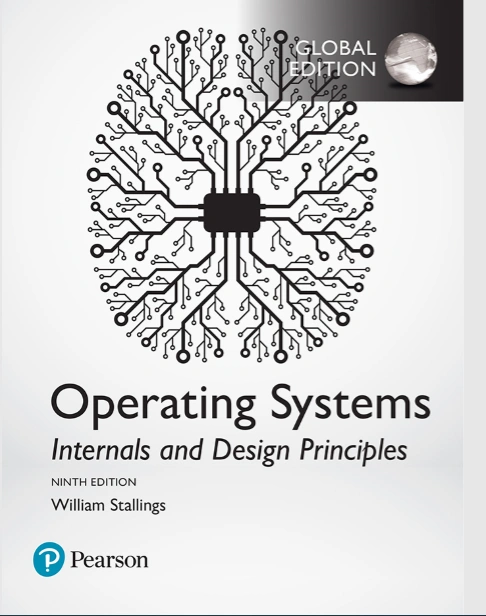 GLOBAL
EDITION
Operating Systems
Internals and Design Principles
NINTH EDITION
William Stallings
P Pearson